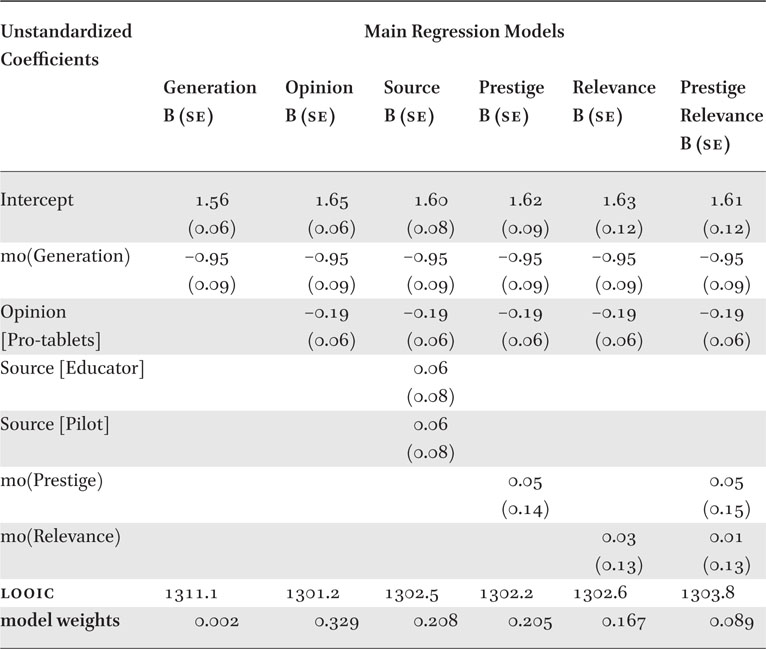 Unstandardized Main Regression Models
Coefficients
Generation Opinion Source Prestige Relevance Prestige
B (SE) B (SE) B (SE) B (SE) B (SE) Relevance
B (SE)
Intercept 1.56 1.65 1.60 1.62 1.63 1.61
(0.06) (0.06) (0.08) (0.09) (0.12) (0.12)
mo(Generation) –0.95 –0.95 –0.95 –0.95 –0.95 –0.95
(0.09) (0.09) (0.09) (0.09) (0.09) (0.09)
Opinion –0.19 –0.19 –0.19 –0.19 –0.19
[Pro-tablets] (0.06) (0.06) (0.06) (0.06) (0.06)
Source [Educator] 0.06
(0.08)
Source [Pilot] 0.06
(0.08)
mo(Prestige) 0.05 0.05
(0.14) (0.15)
mo(Relevance) 0.03 0.01
(0.13) (0.13)
LOOIC 1311.1 1301.2 1302.5 1302.2 1302.6 1303.8
model weights 0.002 0.329 0.208 0.205 0.167 0.089